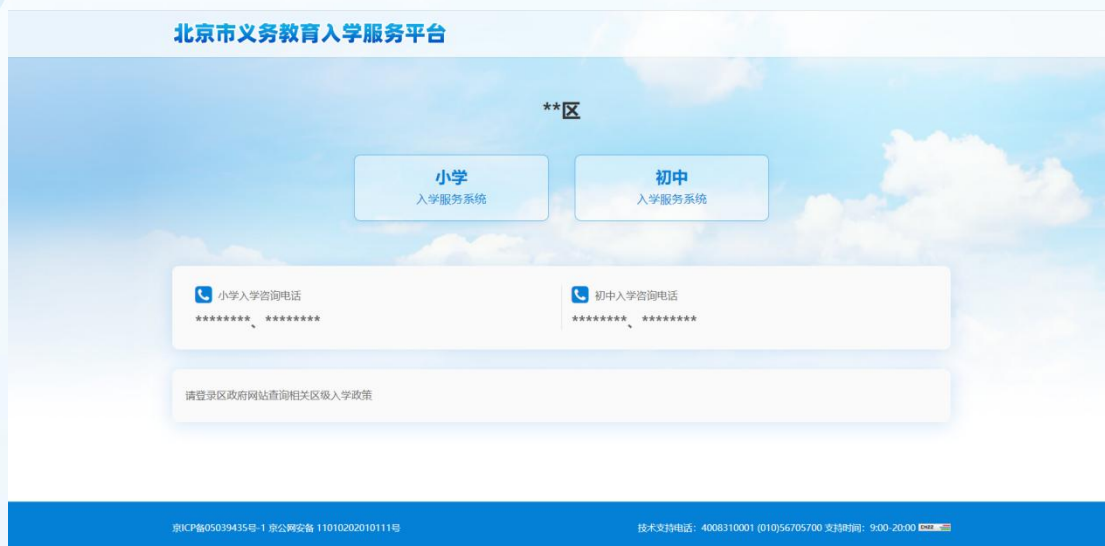 北京市义务教育入学服务平台
**区
小学
入学服务系统
初中
入学服务系统
小学入学咨询电话
********、********
初中入学咨询电话
********、********
请登录区政府网站查询相关区级入学政策
京ICP备05039435号-1 京公网安备 11010202010111号
技术支持电话：4008310001 (010)56705700 支持时间：9:00-20:00